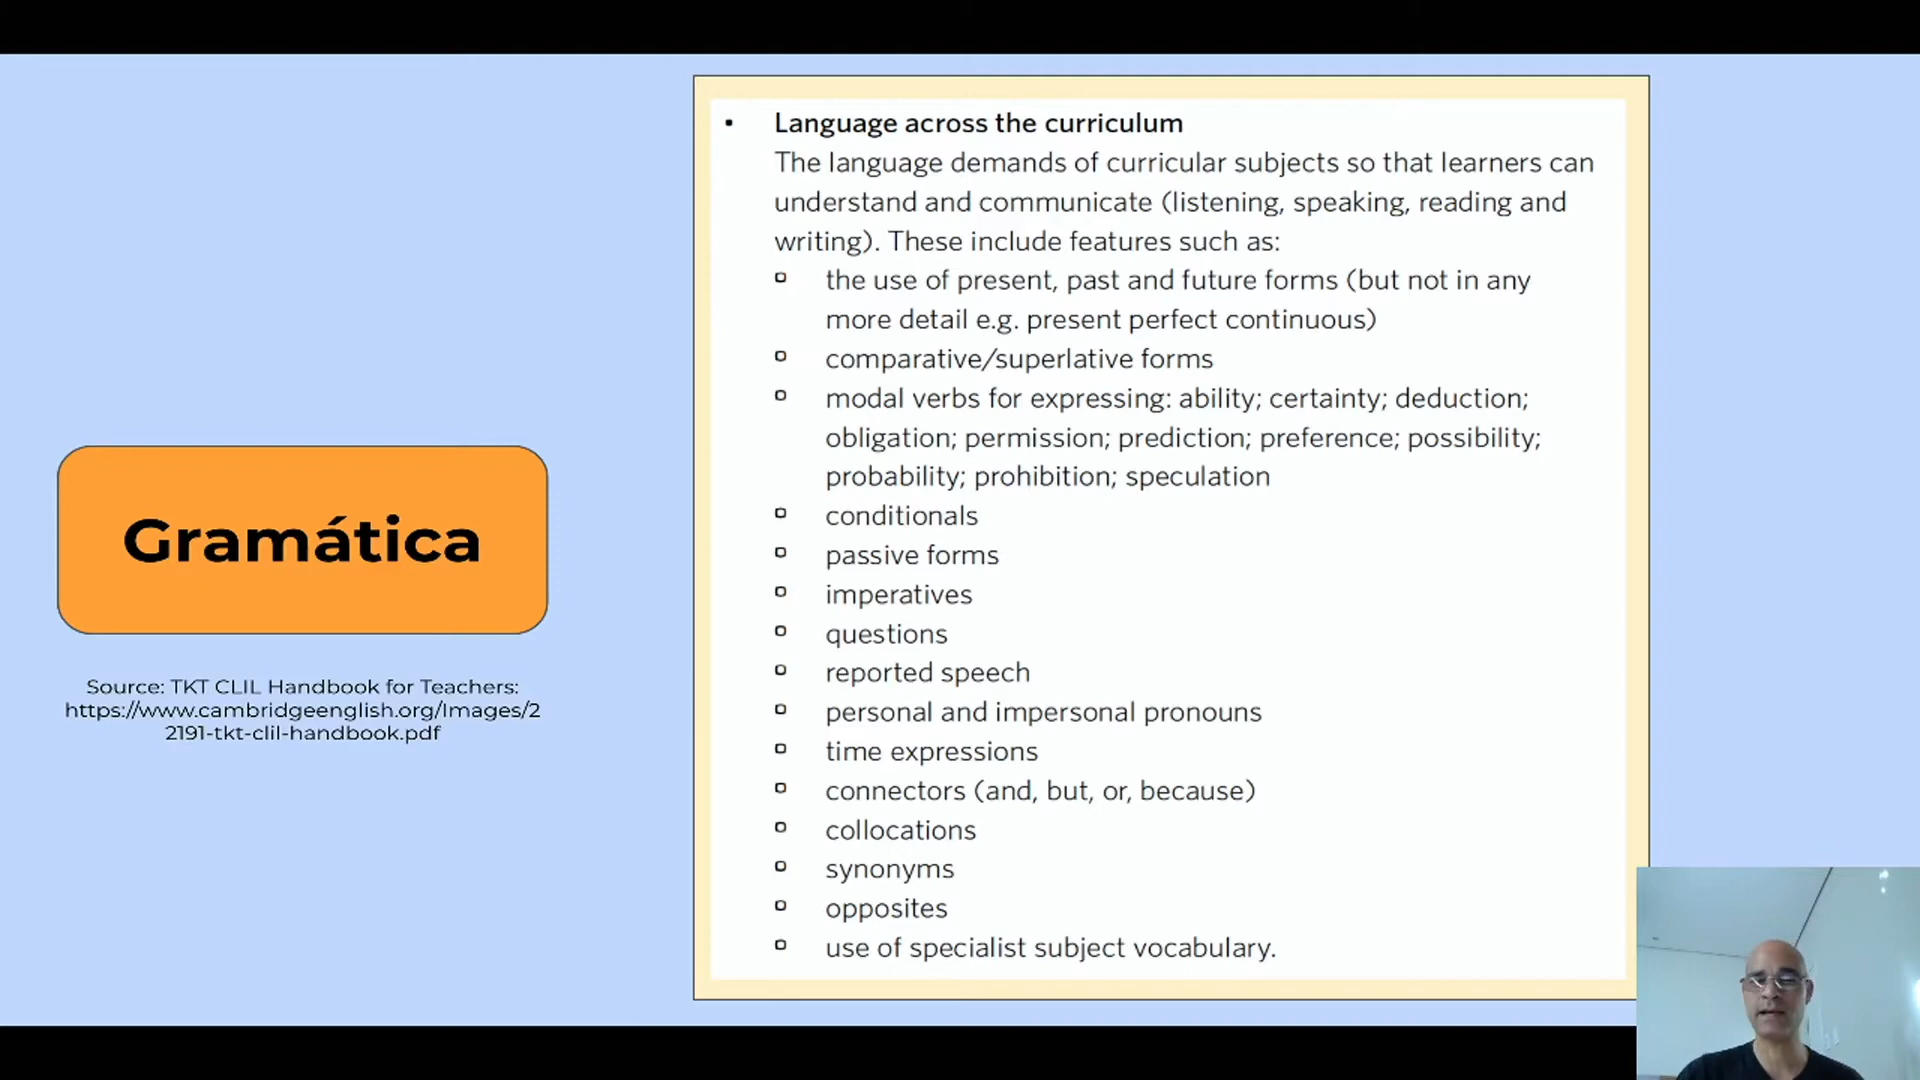 Gramática
Source: TKT CLIL Handbook for Teachers:
https://www.cambridgeenglish.org/Images/2
2191-tkt-clil-handbook.pdf
• Language across the curriculum
The language demands of curricular subjects so that learners can
understand and communicate (listening, speaking, reading and
writing). These include features such as:
the use of present, past and future forms (but not in any
more detail e.g. present perfect continuous)
comparative/superlative forms
modal verbs for expressing: ability; certainty; deduction;
obligation; permission; prediction; preference; possibility;
probability; prohibition; speculation
conditionals
passive forms
imperatives
questions
reported speech
personal and impersonal pronouns
time expressions
connectors (and, but, or, because)
collocations
synonyms
opposites
use of specialist subject vocabulary.